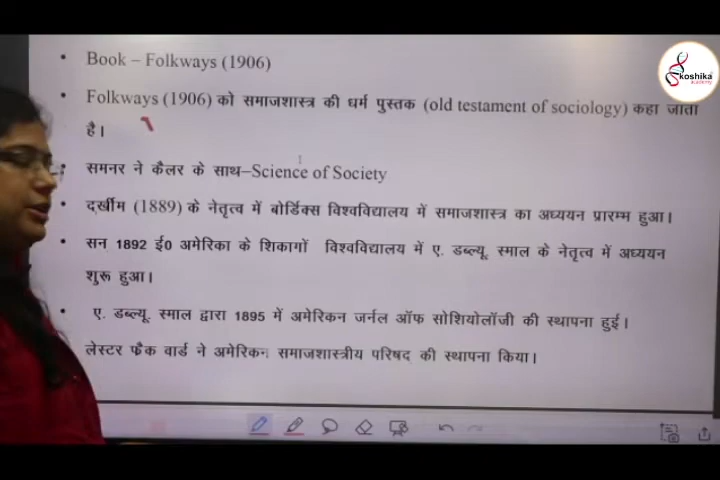 koshika
academy
Book – Folkways (1906)
Folkways (1906) को समाजशास्त्र की धर्म पुस्तक (old testament of sociology) कहा जाता
है।
समनर ने कैलर के साथ–Science of Society
दर्खीम (1889) के नेतृत्व में बोर्डिक्स विश्वविद्यालय में समाजशास्त्र का अध्ययन प्रारम्भ हुआ।
सन 1892 ई0 अमेरिका के शिकागों विश्वविद्यालय में ए. डब्ल्यू. स्माल के नेतृत्व में अध्ययन
शुरू हुआ।
ए. डब्ल्यू. स्माल द्वारा 1895 में अमेरिकन जर्नल ऑफ सोशियोलॉजी की स्थापना हुई।
लेस्टर फ्रैंक वार्ड ने अमेरिकन समाजशास्त्रीय परिषद की स्थापना किया।